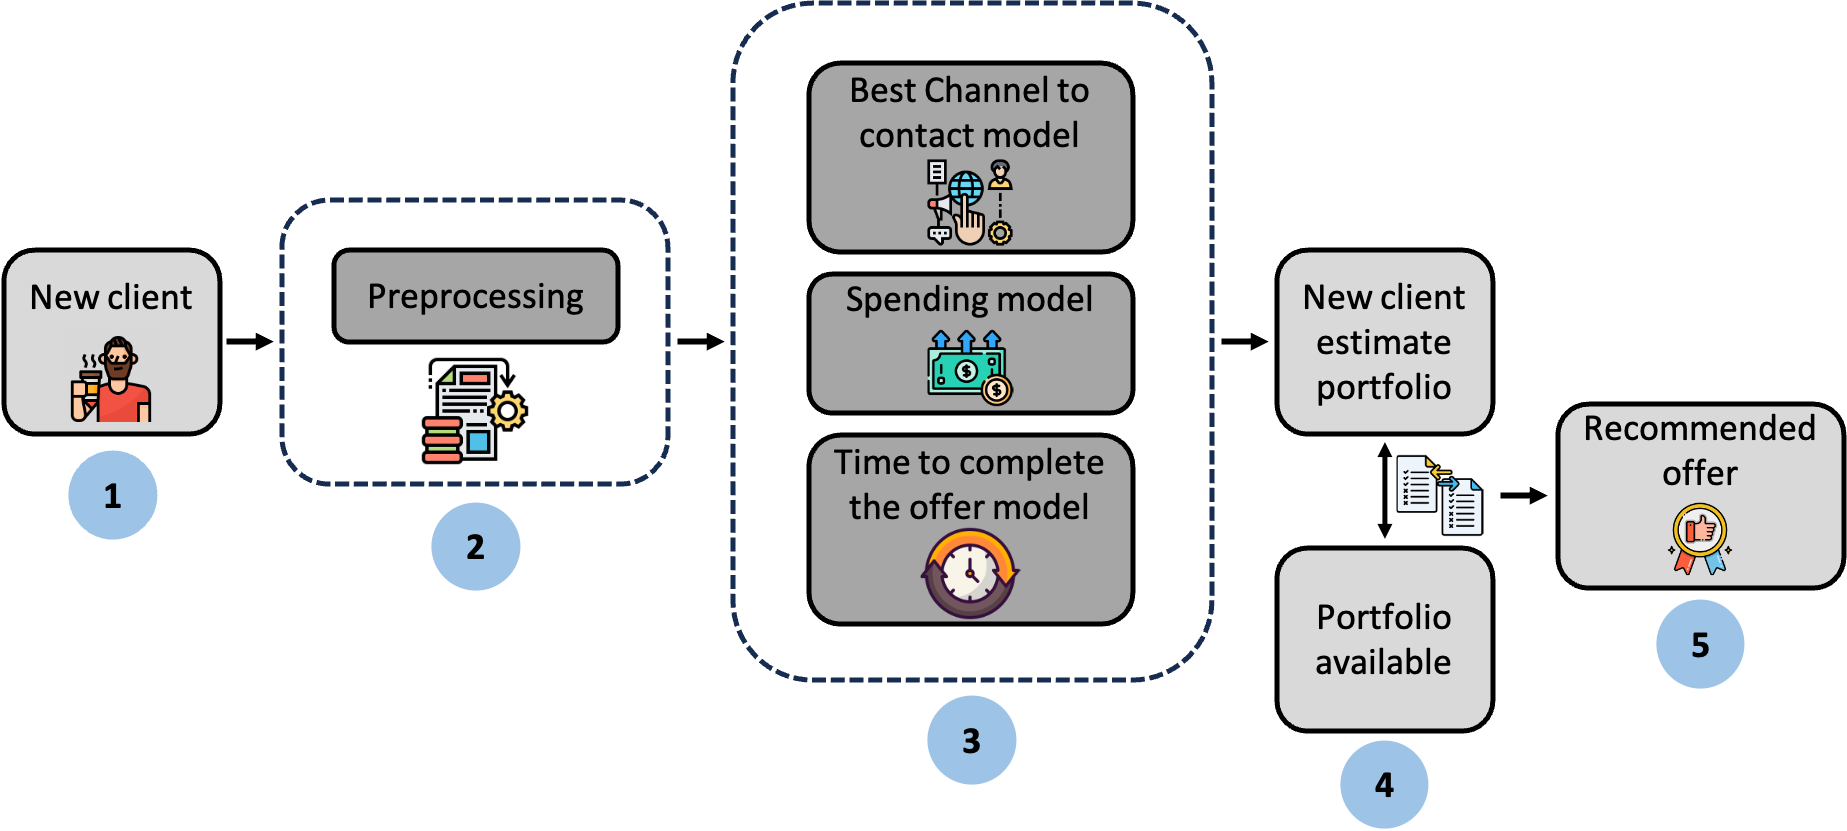 New client
1
Preprocessing
2
Best Channel to
contact model
Spending model
$
$
Time to complete
the offer model
3
New client
estimate
portfolio
Portfolio
available
4
Recommended
offer
5